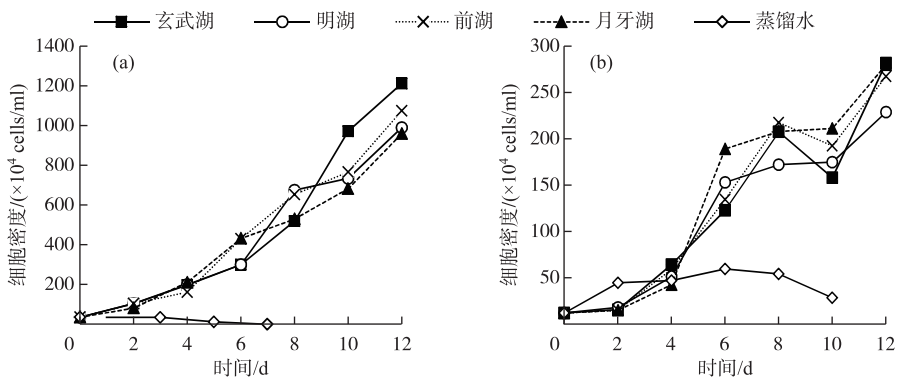 玄武湖 明湖 前湖 月牙湖 蒸馏水
(a)
细胞密度/(×10⁴ cells/ml)
1400
1200
1000
800
600
400
200
0 2 4 6 8 10 12
时间/d
(b)
细胞密度/(×10⁴ cells/ml)
300
250
200
150
100
50
0 2 4 6 8 10 12
时间/d